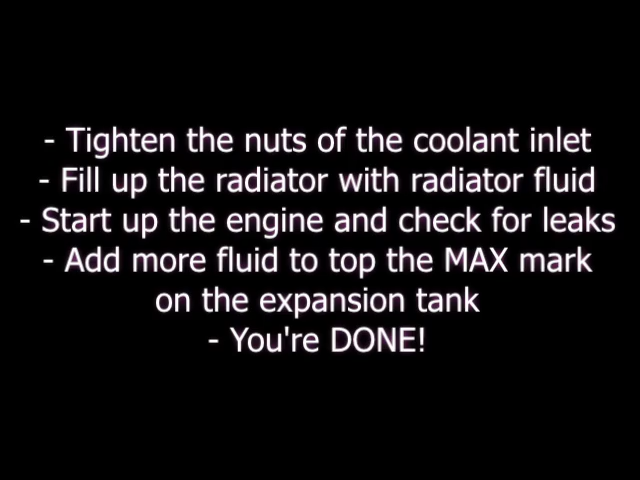 - Tighten the nuts of the coolant inlet
- Fill up the radiator with radiator fluid
- Start up the engine and check for leaks
- Add more fluid to top the MAX mark
on the expansion tank
- You're DONE!